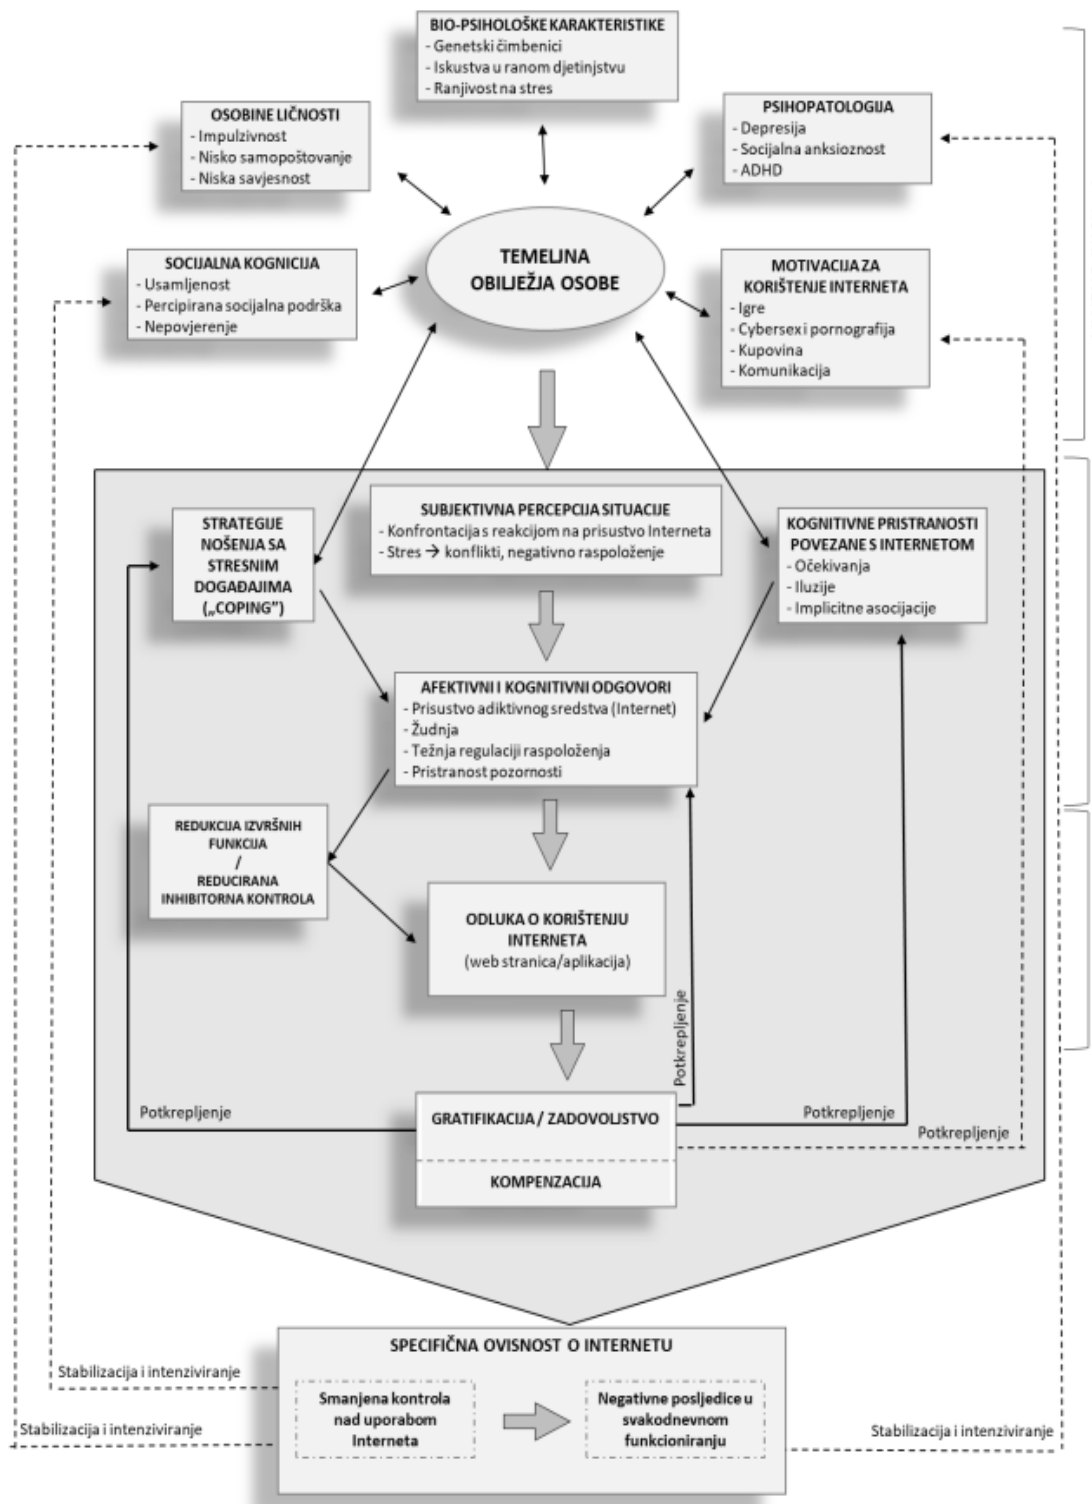 BIO-PSIHOLOŠKE KARAKTERISTIKE
- Genetski čimbenici
- Iskustva u ranom djetinjstvu
- Ranjivost na stres
OSOBINE LIČNOSTI
- Impulzivnost
- Nisko samopoštovanje
- Niska savjesnost
PSIHOPATOLOGIJA
- Depresija
- Socijalna anksioznost
- ADHD
SOCIJALNA KOGNICIJA
- Usamljenost
- Percipirana socijalna podrška
- Nepovjerenje
TEMELJNA
OBILJEŽJA OSOBE
MOTIVACIJA ZA
KORIŠTENJE INTERNETA
- Igre
- Cybersex i pornografija
- Kupovina
- Komunikacija
STRATEGIJE
NOŠENJA SA
STRESNIM
DOGAĐAJIMA
(„COPING”)
SUBJEKTIVNA PERCEPCIJA SITUACIJE
- Konfrontacija s reakcijom na prisustvo Interneta
- Stres → konflikti, negativno raspoloženje
KOGNITIVNE PRISTRANOSTI
POVEZANE S INTERNETOM
- Očekivanja
- Iluzije
- Implicitne asocijacije
AFEKTIVNI I KOGNITIVNI ODGOVORI
- Prisustvo adiktivnog sredstva (Internet)
- Žudnja
- Težnja regulaciji raspoloženja
- Pristranost pozornosti
REDUKCIJA IZVRŠNIH
FUNKCIJA
/
REDUCIRANA
INHIBITORNA KONTROLA
ODLUKA O KORIŠTENJU
INTERNETA
(web stranica/aplikacija)
Potkrepljenje
Potkrepljenje
GRATIFIKACIJA / ZADOVOLJSTVO
Potkrepljenje
Potkrepljenje
KOMPENZACIJA
SPECIFIČNA OVISNOST O INTERNETU
Stabilizacija i intenziviranje
Smanjena kontrola
nad uporabom
Interneta
Negativne posljedice u
svakodnevnom
funkcioniranju
Stabilizacija i intenziviranje
Stabilizacija i intenziviranje